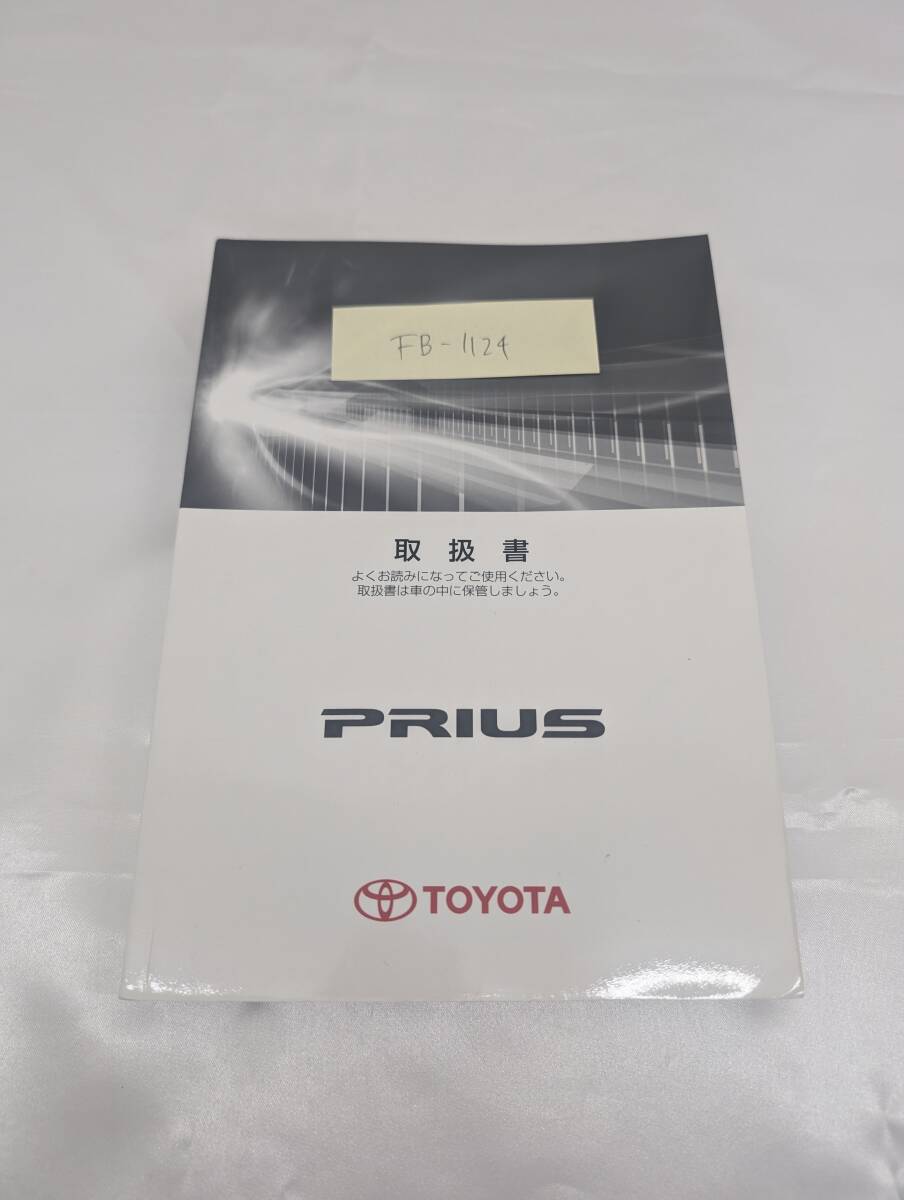 FB-1124
取扱書
よくお読みになってご使用ください。
取扱書は車の中に保管しましょう。
PRIUS
TOYOTA